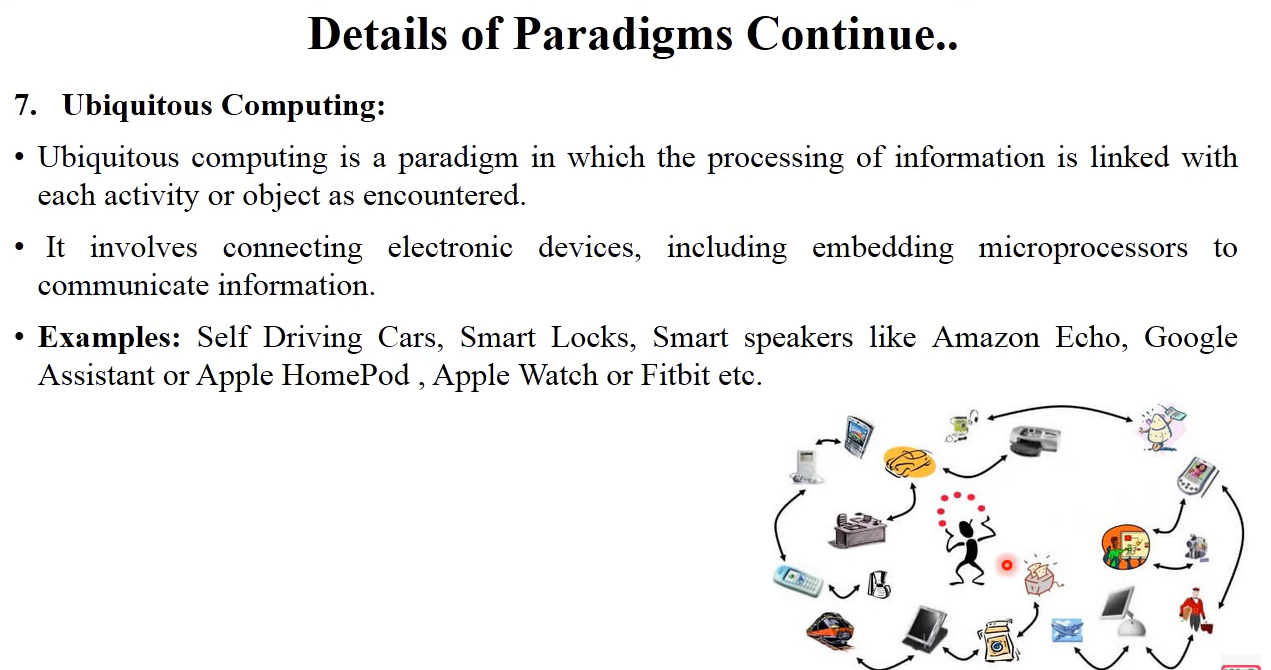 Details of Paradigms Continue..
7. Ubiquitous Computing:
• Ubiquitous computing is a paradigm in which the processing of information is linked with
each activity or object as encountered.
• It involves connecting electronic devices, including embedding microprocessors to
communicate information.
• Examples: Self Driving Cars, Smart Locks, Smart speakers like Amazon Echo, Google
Assistant or Apple HomePod , Apple Watch or Fitbit etc.